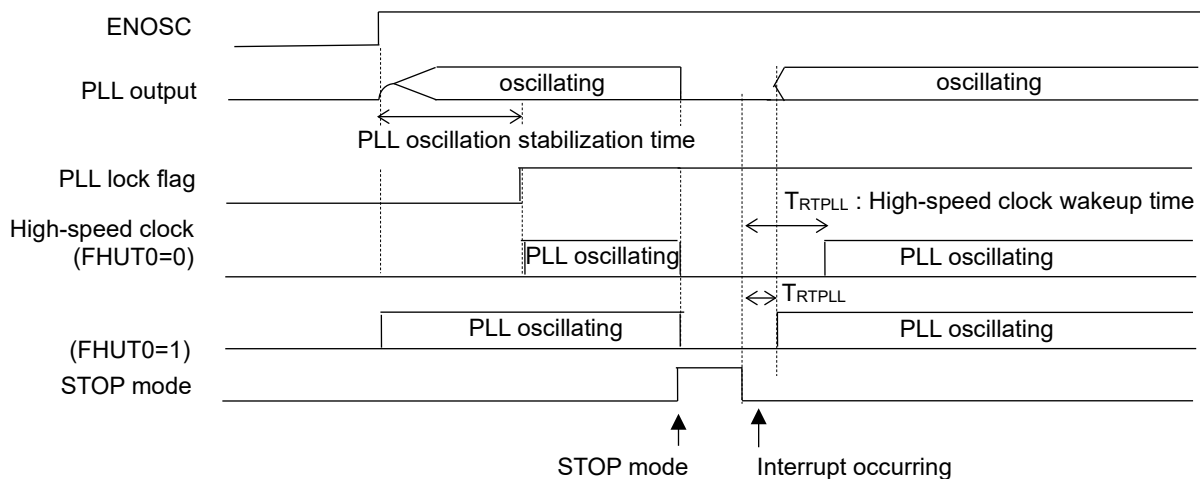 ENOSC
PLL output
oscillating
oscillating
PLL oscillation stabilization time
PLL lock flag
TRTPLL : High-speed clock wakeup time
High-speed clock
(FHUT0=0)
PLL oscillating
PLL oscillating
TRTPLL
(FHUT0=1)
PLL oscillating
PLL oscillating
STOP mode
STOP mode
Interrupt occurring